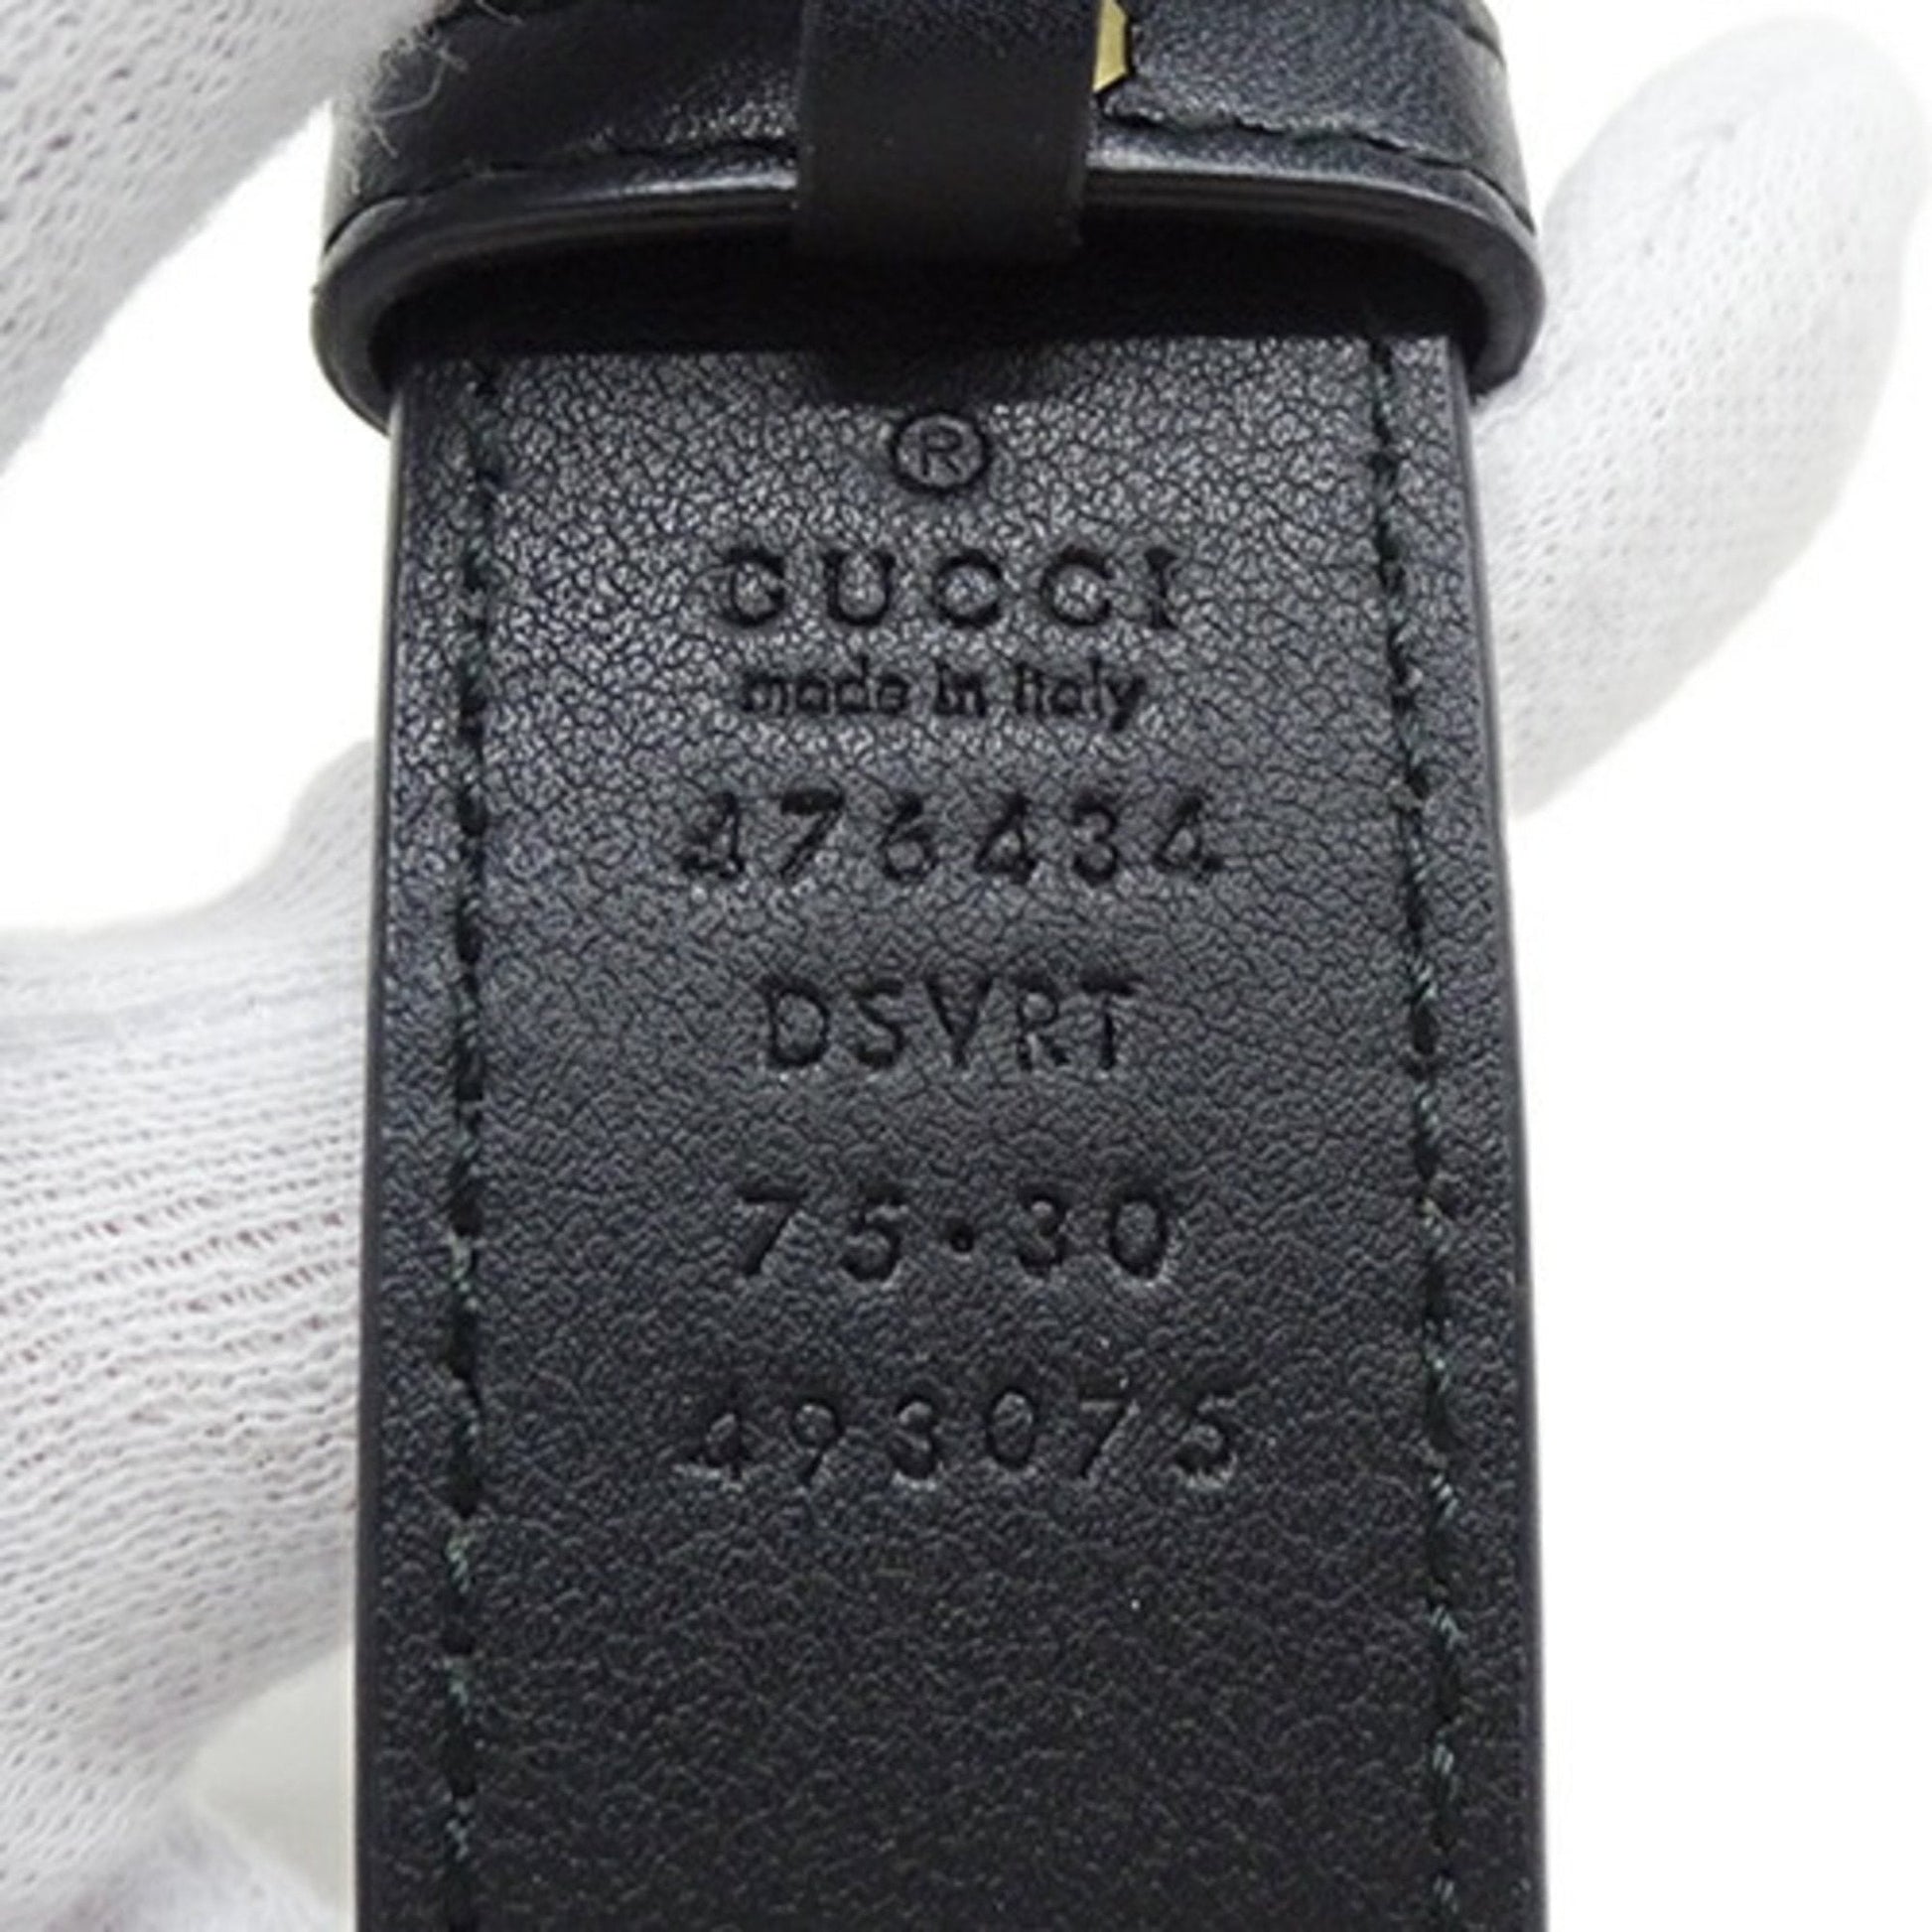 ®
GUCCI
made in Italy
476434
DSVRT
75·30
493075